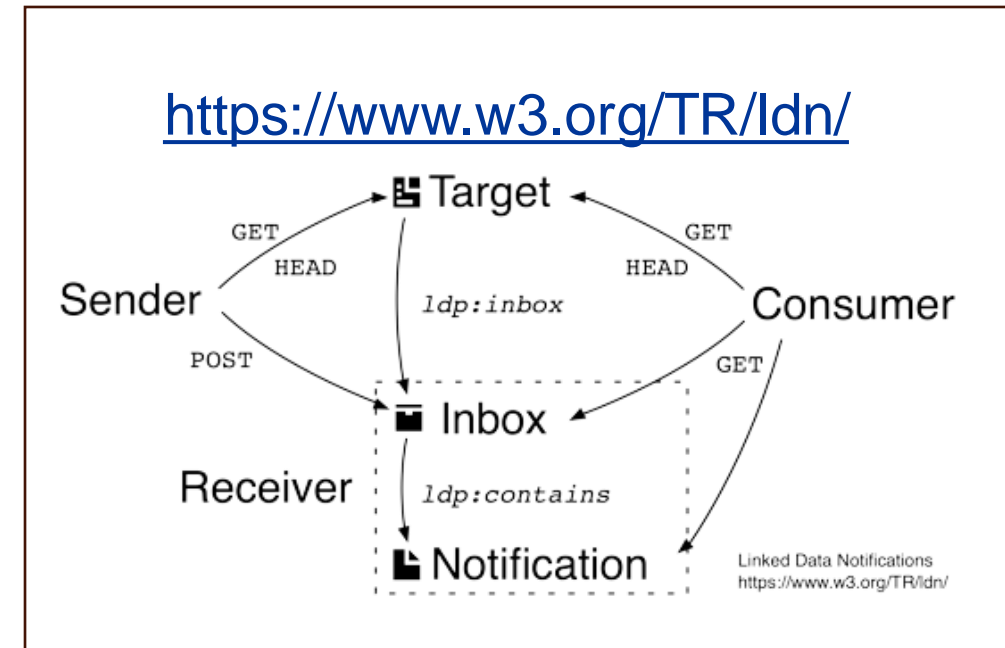 https://www.w3.org/TR/ldn/
Target
GET
GET
HEAD
HEAD
Sender
ldp:inbox
Consumer
POST
GET
Inbox
Receiver
ldp:contains
Notification
Linked Data Notifications
https://www.w3.org/TR/ldn/